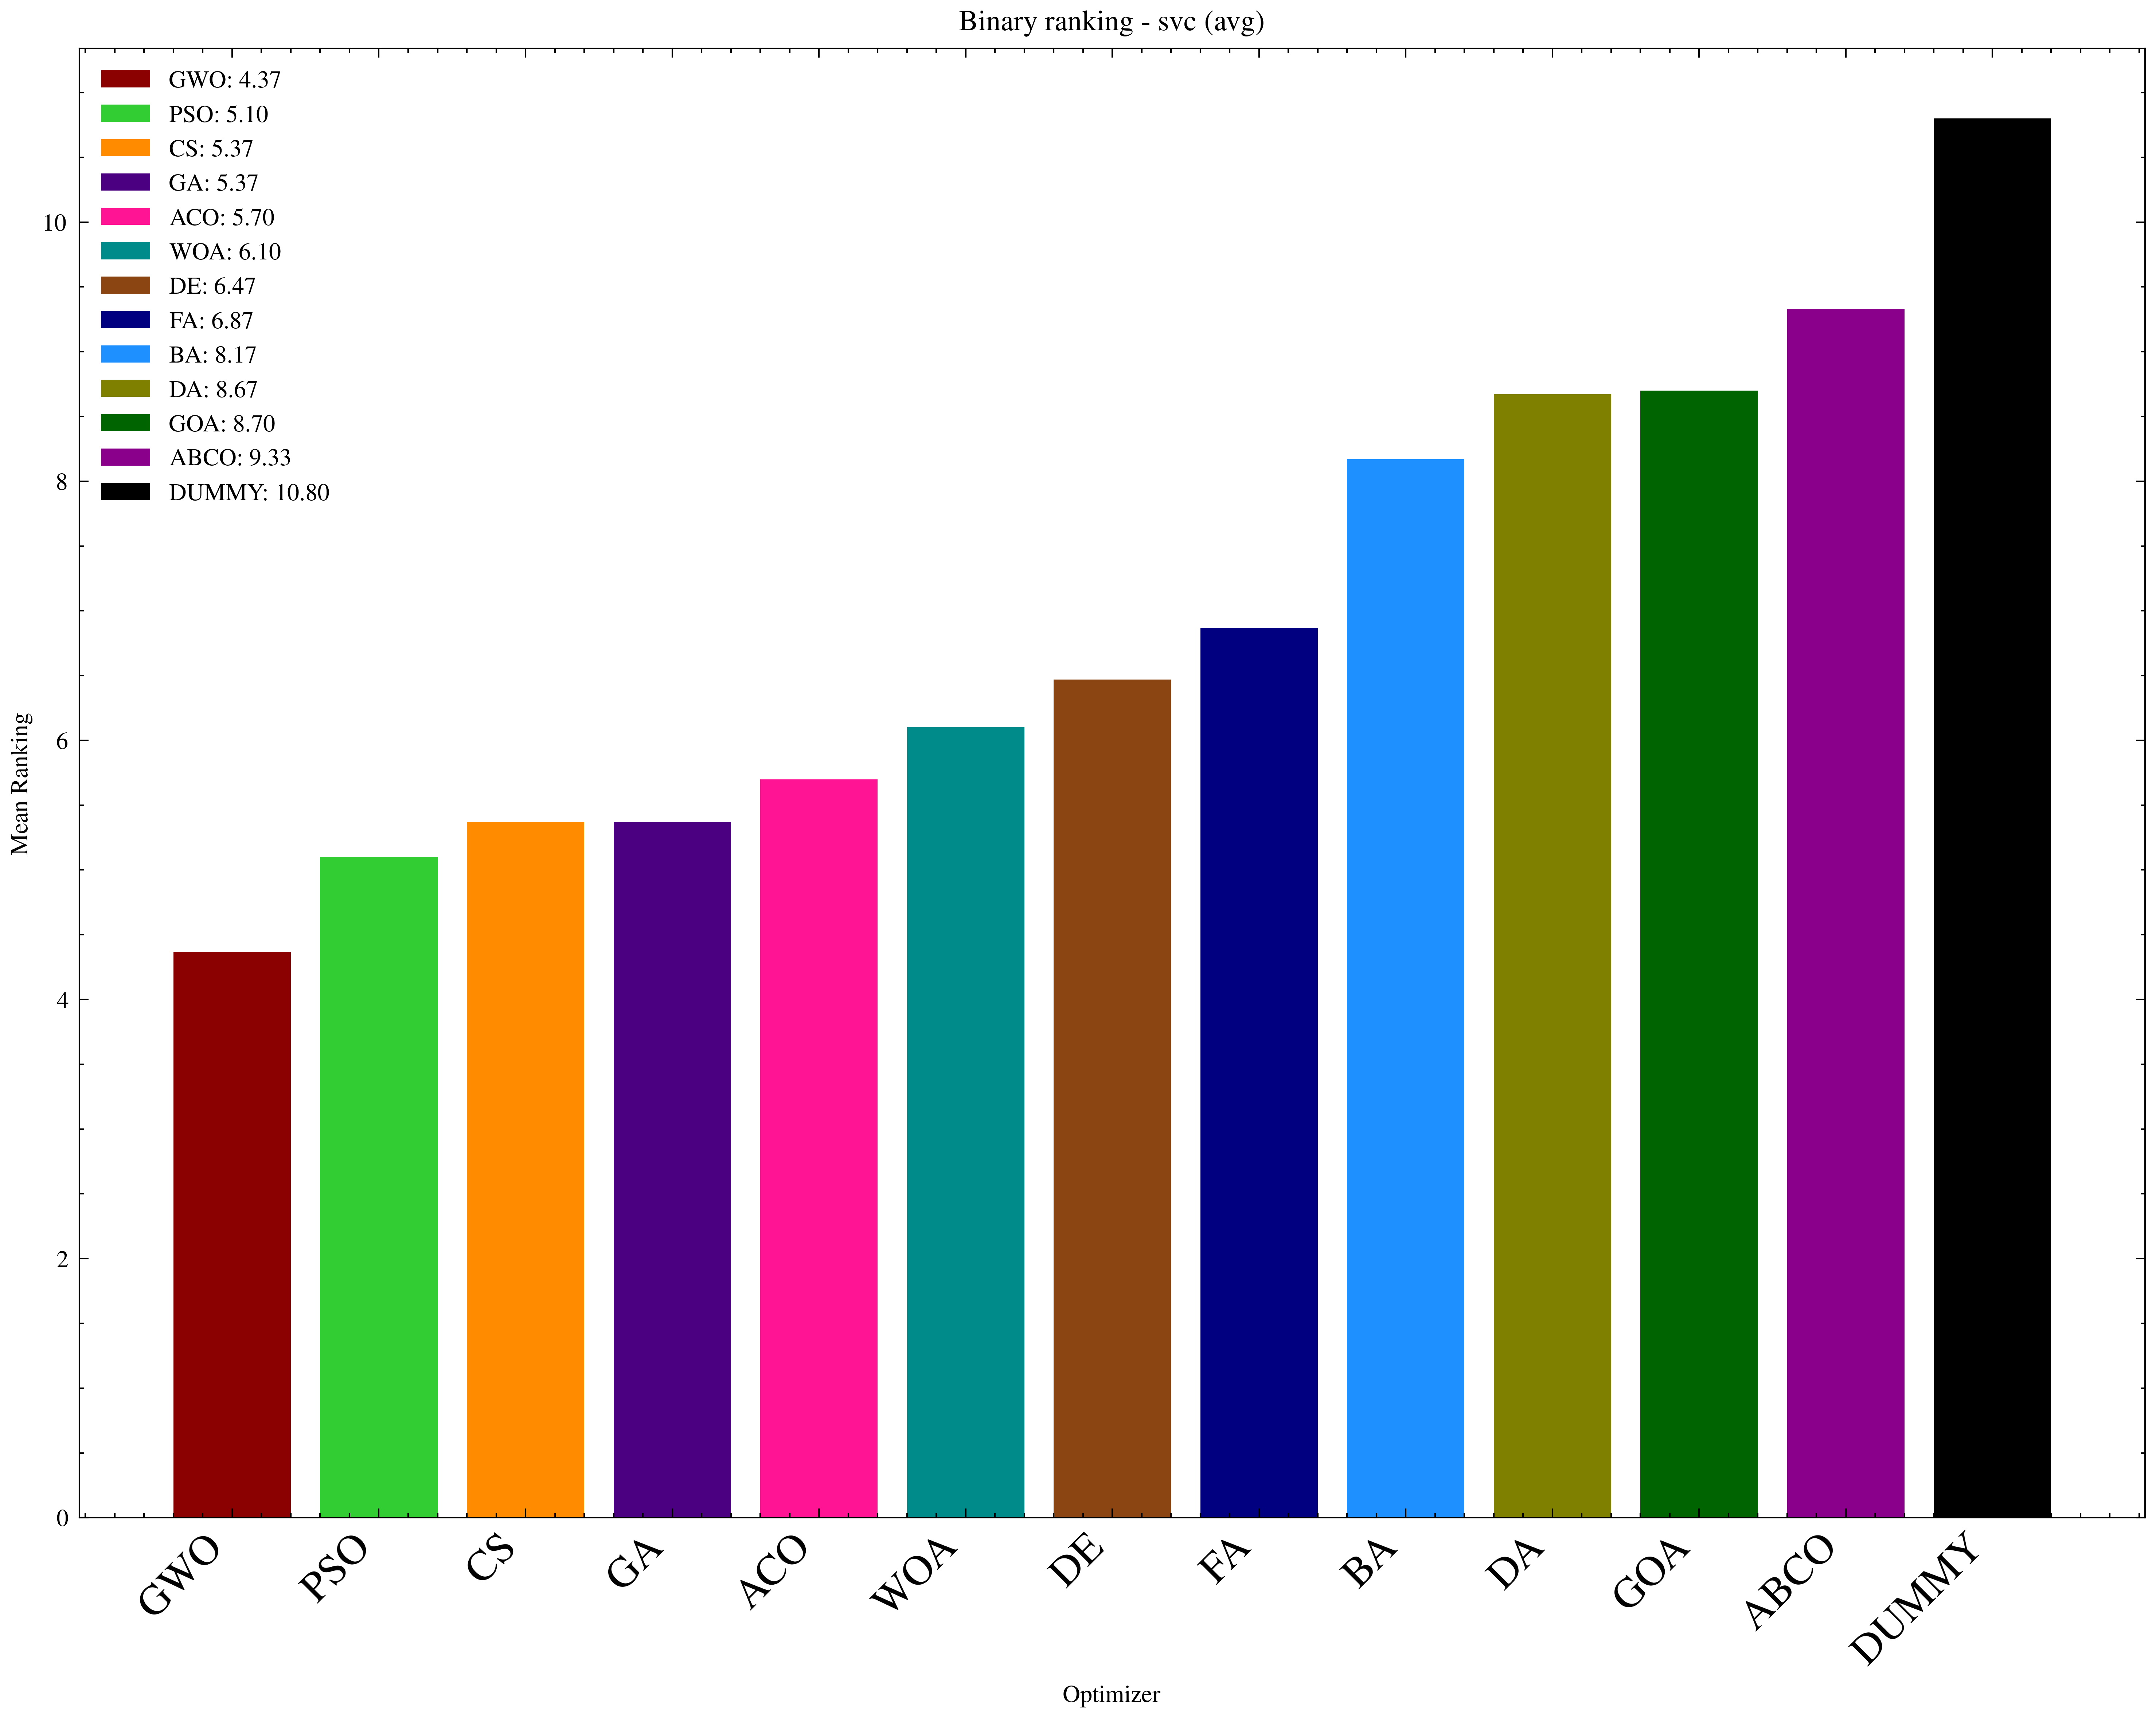 Binary ranking - svc (avg)
GWO: 4.37
PSO: 5.10
CS: 5.37
GA: 5.37
ACO: 5.70
WOA: 6.10
DE: 6.47
FA: 6.87
BA: 8.17
DA: 8.67
GOA: 8.70
ABCO: 9.33
DUMMY: 10.80
Mean Ranking
10
8
6
4
2
0
GWO
PSO
CS
GA
ACO
WOA
DE
FA
BA
DA
GOA
ABCO
DUMMY
Optimizer